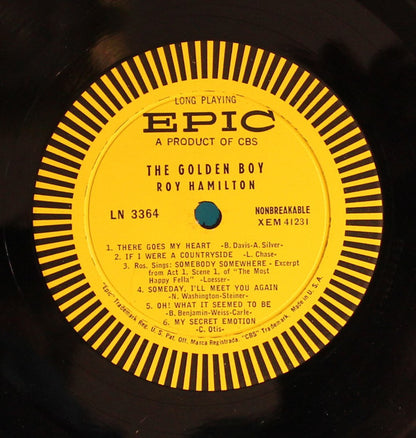 LONG PLAYING
EPIC
A PRODUCT OF CBS
THE GOLDEN BOY
ROY HAMILTON
LN 3364
NONBREAKABLE
XEM 41231
1. THERE GOES MY HEART -B. Davis-A. Silver-
2. IF I WERE A COUNTRYSIDE -L. Chase-
3. Ros. Sings: SOMEBODY SOMEWHERE - Excerpt
from Act 1, Scene 1, of "The Most
Happy Fella" -Loesser-
4. SOMEDAY, I'LL MEET YOU AGAIN
-N. Washington-Steiner-
5. OH! WHAT IT SEEMED TO BE
-B. Benjamin-Weiss-Carle-
6. MY SECRET EMOTION
-C. Otis-
"Epic" Trademark Reg. U. S. Pat. Off. Marca Registrada. "CBS" Trademark. Made in U. S. A.